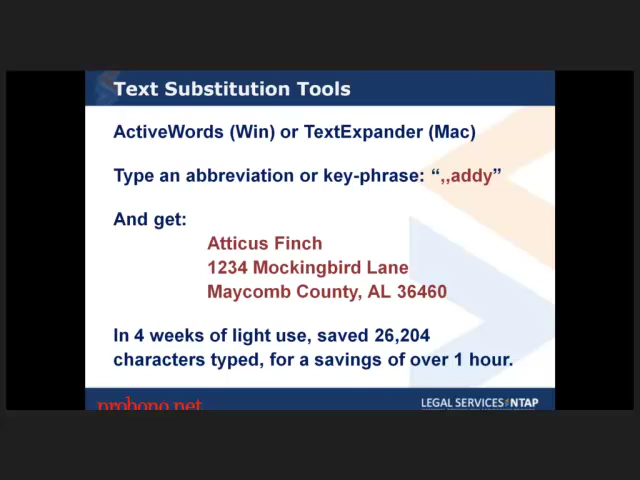 Text Substitution Tools
ActiveWords (Win) or TextExpander (Mac)
Type an abbreviation or key-phrase: “,,addy”
And get:
Atticus Finch
1234 Mockingbird Lane
Maycomb County, AL 36460
In 4 weeks of light use, saved 26,204
characters typed, for a savings of over 1 hour.
probono.net
LEGAL SERVICES NTAP